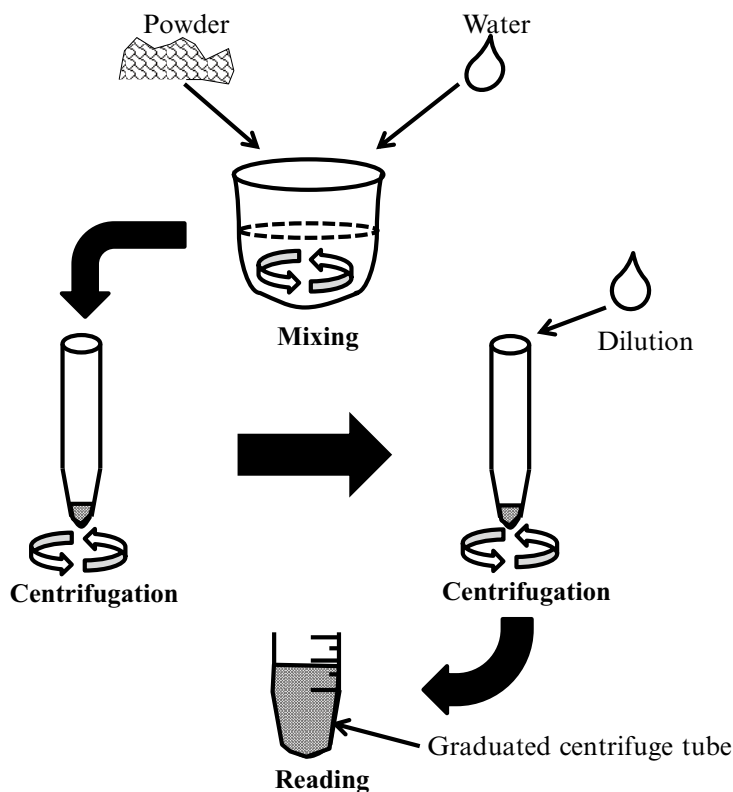 Powder
Water
Mixing
Dilution
Centrifugation
Centrifugation
Graduated centrifuge tube
Reading